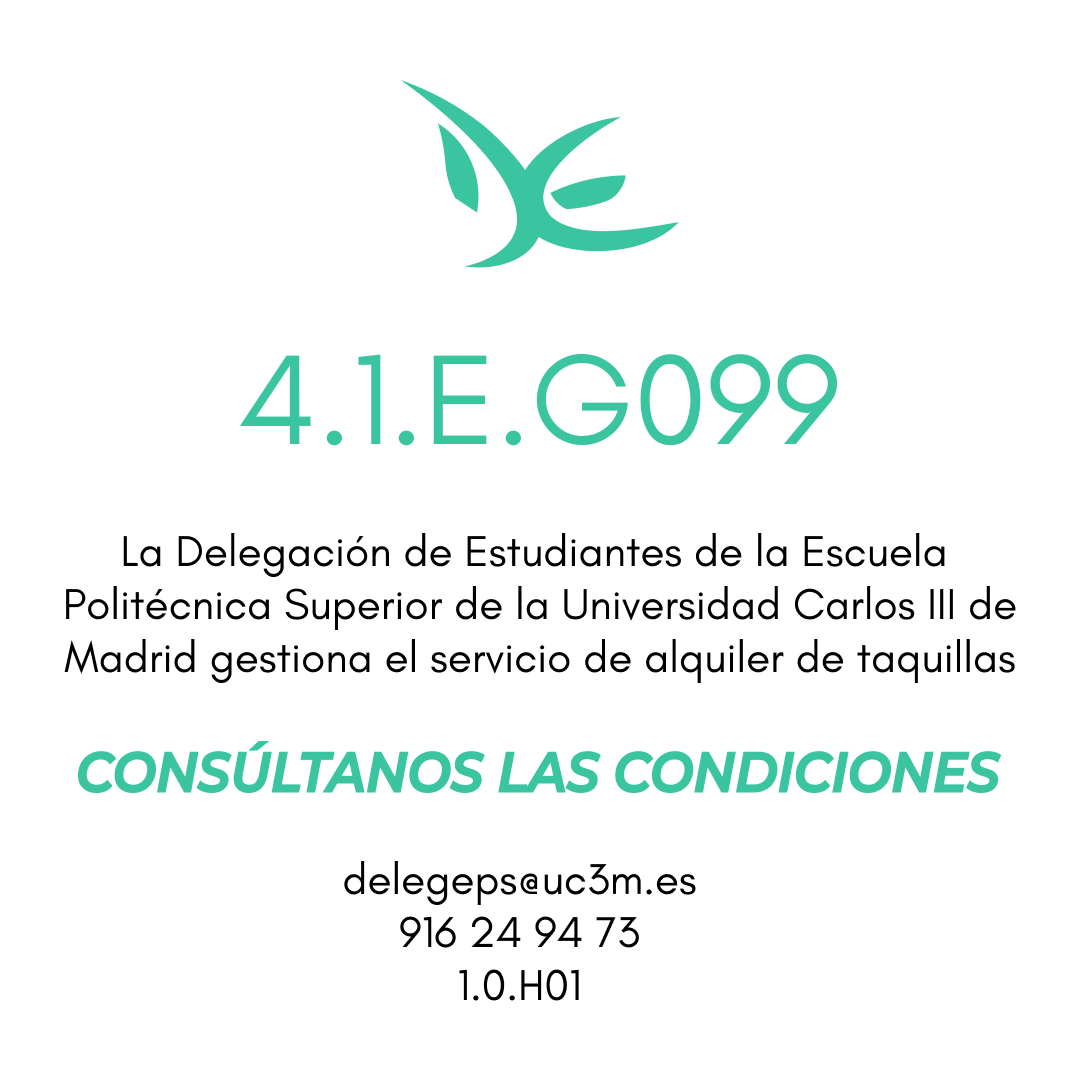 4.1.E.G099
La Delegación de Estudiantes de la Escuela
Politécnica Superior de la Universidad Carlos III de
Madrid gestiona el servicio de alquiler de taquillas
CONSÚLTANOS LAS CONDICIONES
delegeps@uc3m.es
916 24 94 73
1.0.H01